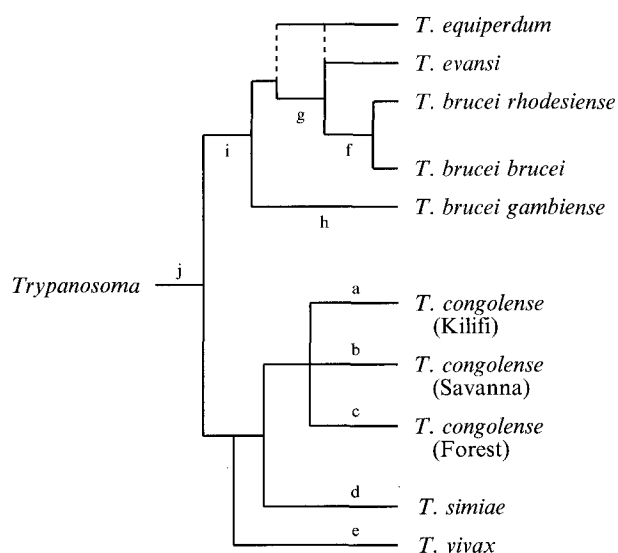 T. equiperdum
T. evansi
g
T. brucei rhodesiense
f
i
T. brucei brucei
T. brucei gambiense
h
j
Trypanosoma
a
T. congolense
(Kilifi)
b
T. congolense
(Savanna)
c
T. congolense
(Forest)
d
T. simiae
e
T. vivax